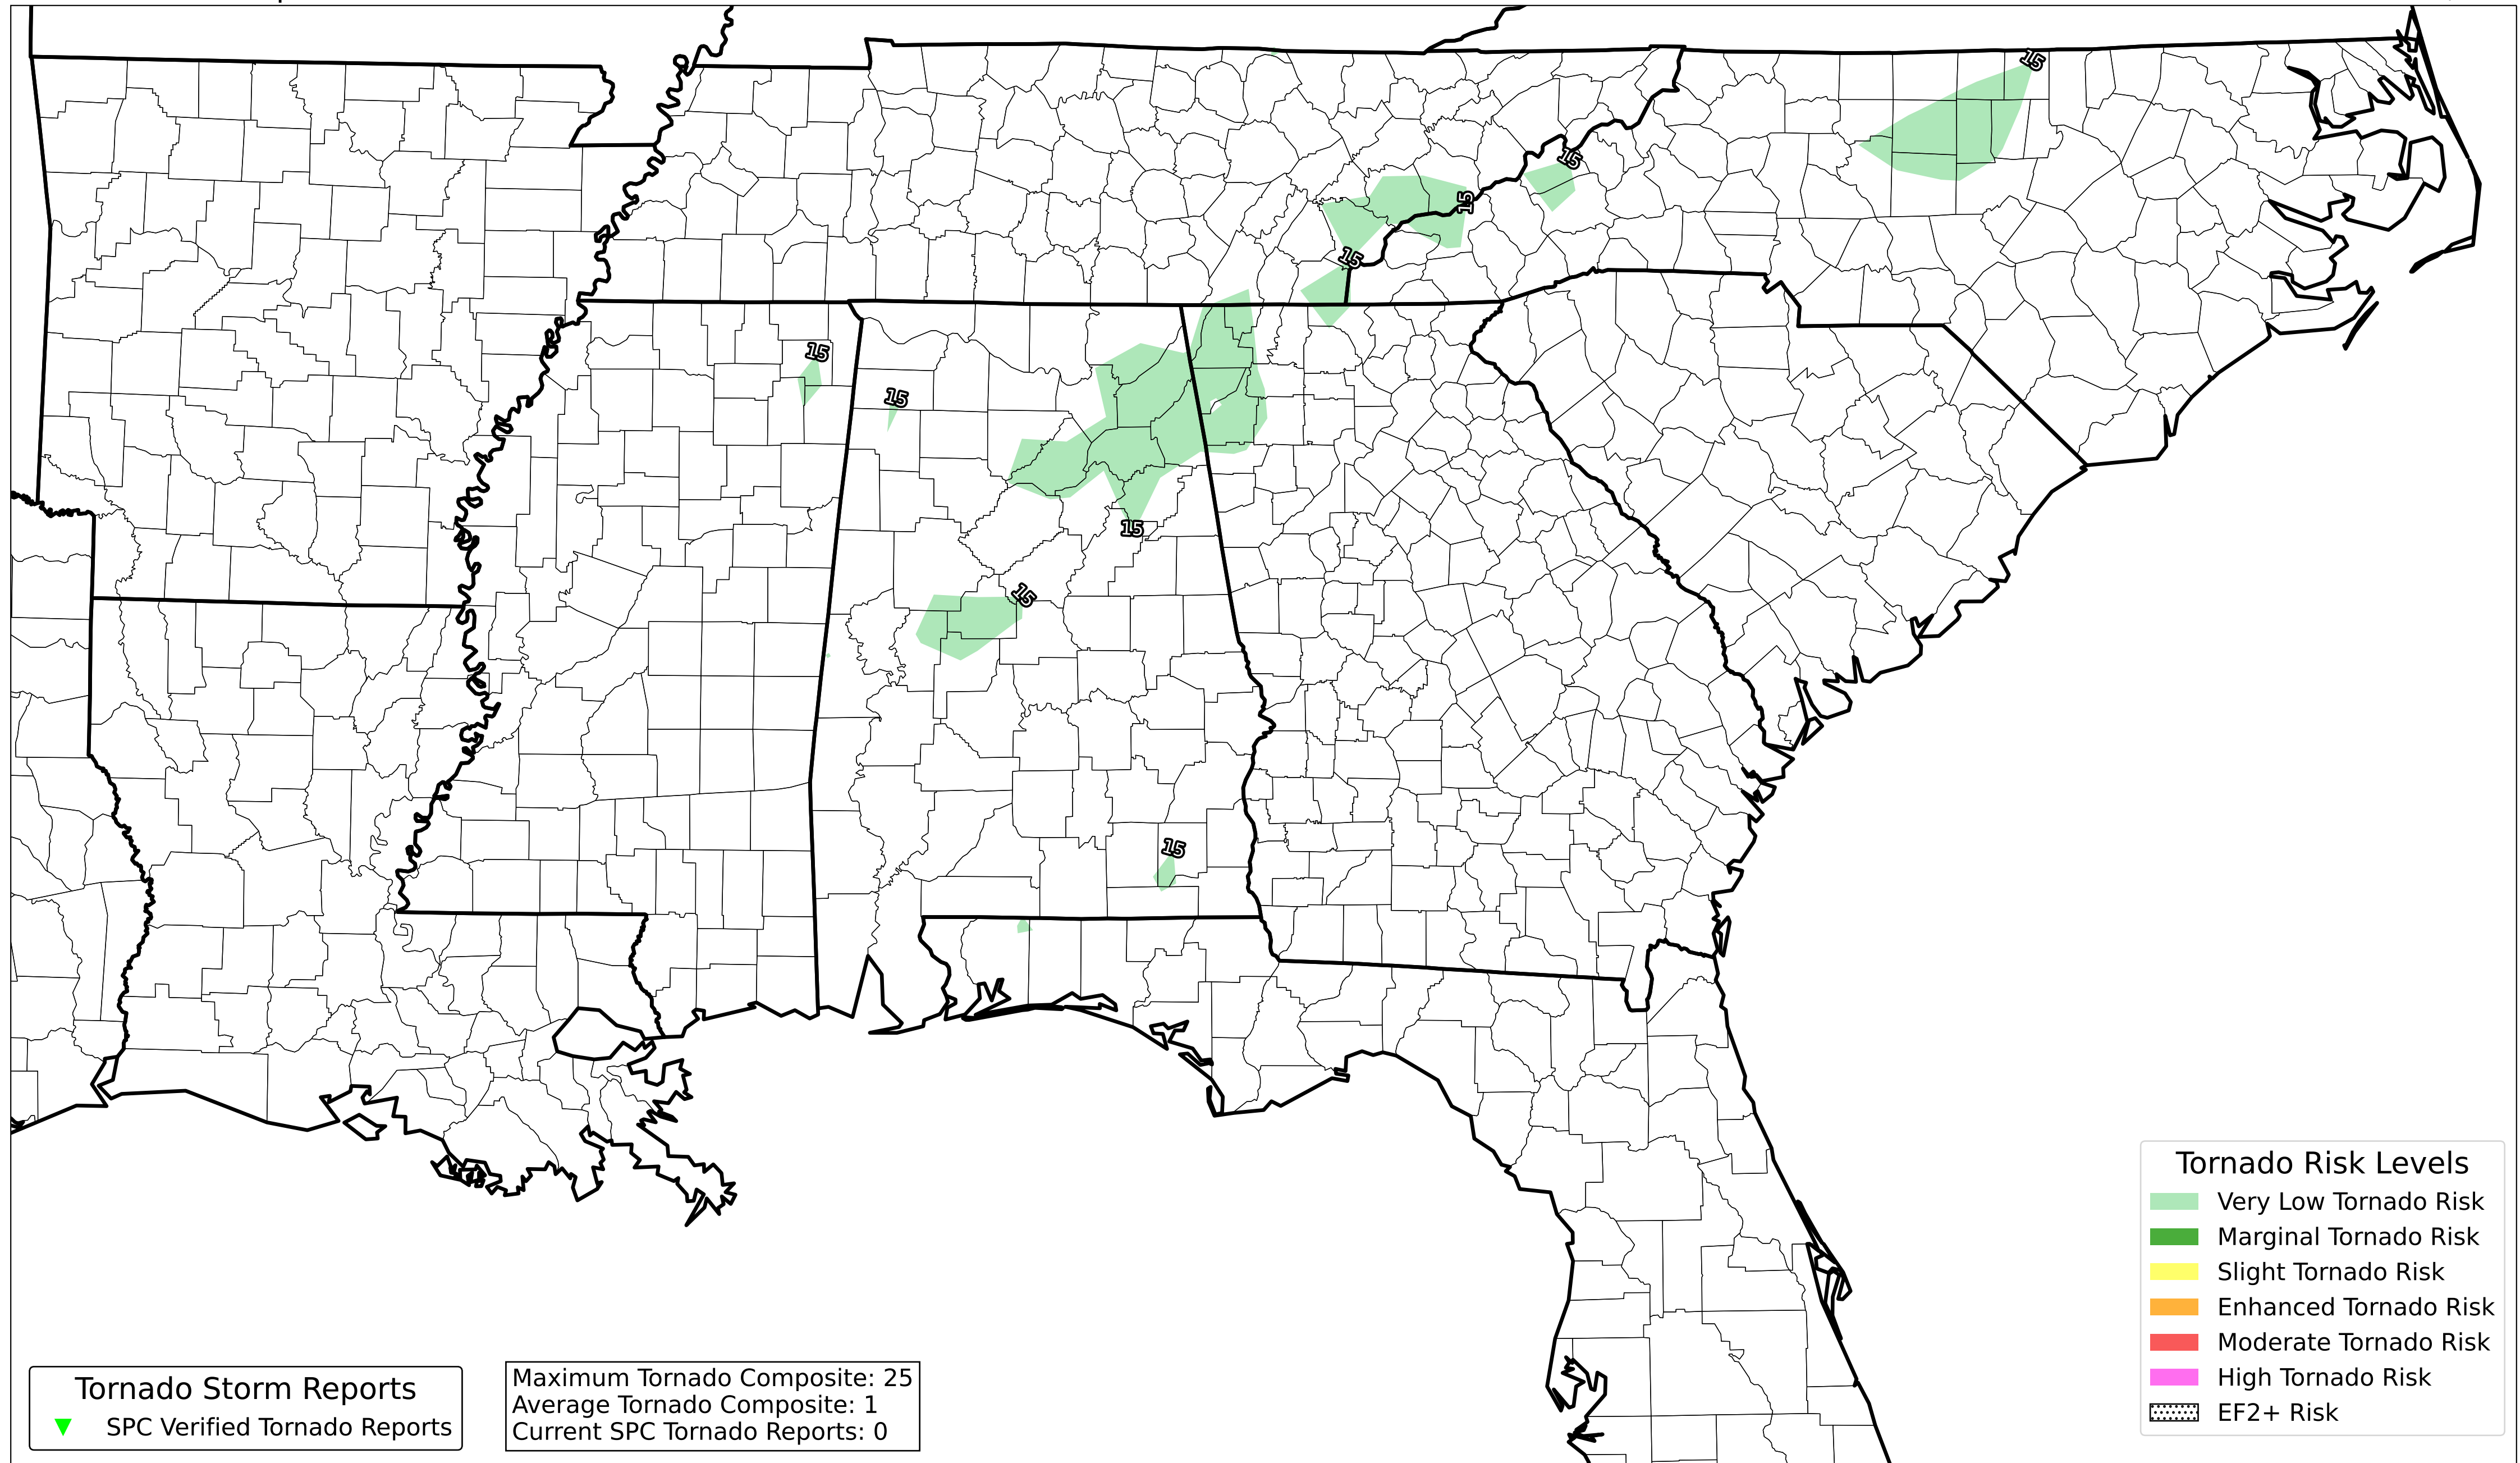 15
15
15
15
15
15
15
15
15
15
Tornado Risk Levels
Very Low Tornado Risk
Marginal Tornado Risk
Slight Tornado Risk
Enhanced Tornado Risk
Moderate Tornado Risk
High Tornado Risk
EF2+ Risk
Tornado Storm Reports
SPC Verified Tornado Reports
Maximum Tornado Composite: 25
Average Tornado Composite: 1
Current SPC Tornado Reports: 0